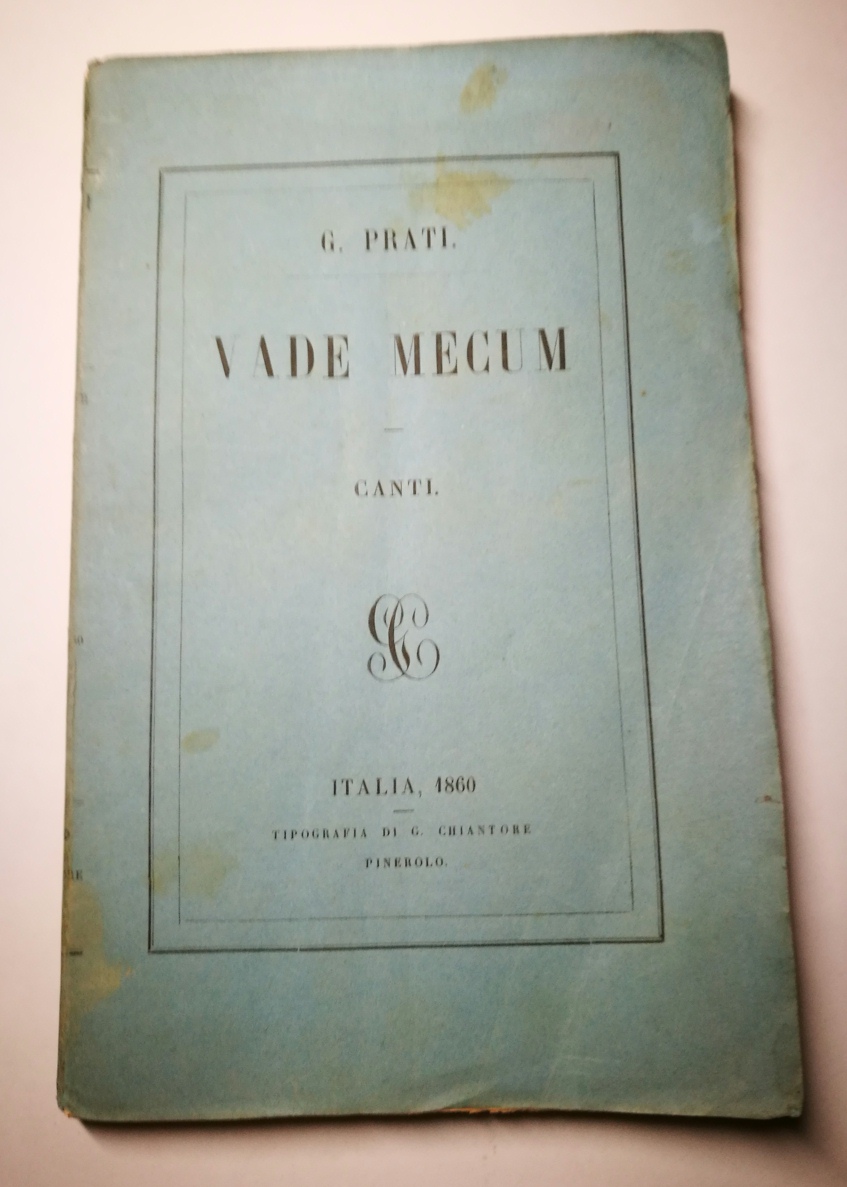 G. PRATI.
VADE MECUM
CANTI.
ITALIA, 1860
TIPOGRAFIA DI G. CHIANTORE
PINEROLO.